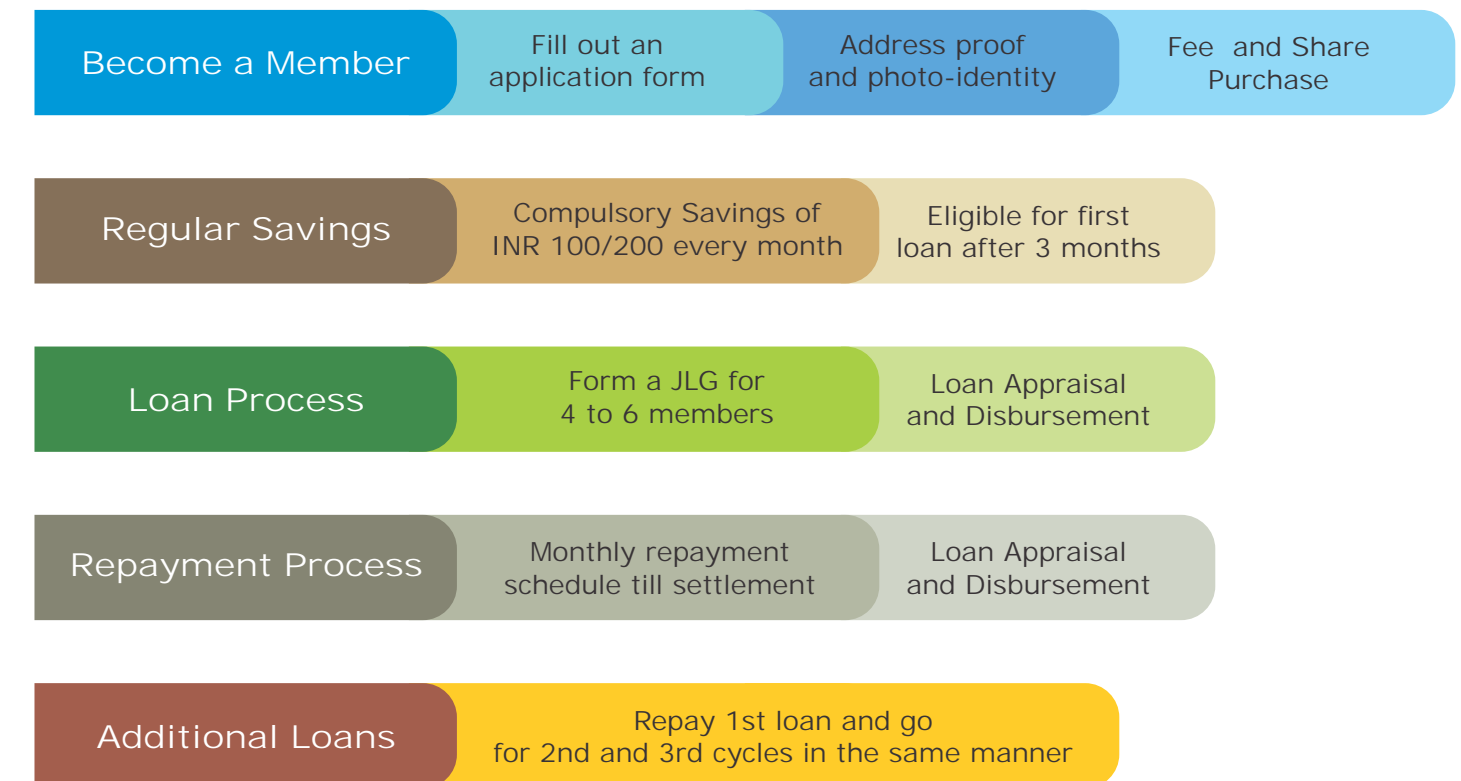 Become a Member
Fill out an
application form
Address proof
and photo-identity
Fee and Share
Purchase
Regular Savings
Compulsory Savings of
INR 100/200 every month
Eligible for first
loan after 3 months
Loan Process
Form a JLG for
4 to 6 members
Loan Appraisal
and Disbursement
Repayment Process
Monthly repayment
schedule till settlement
Loan Appraisal
and Disbursement
Additional Loans
Repay 1st loan and go
for 2nd and 3rd cycles in the same manner